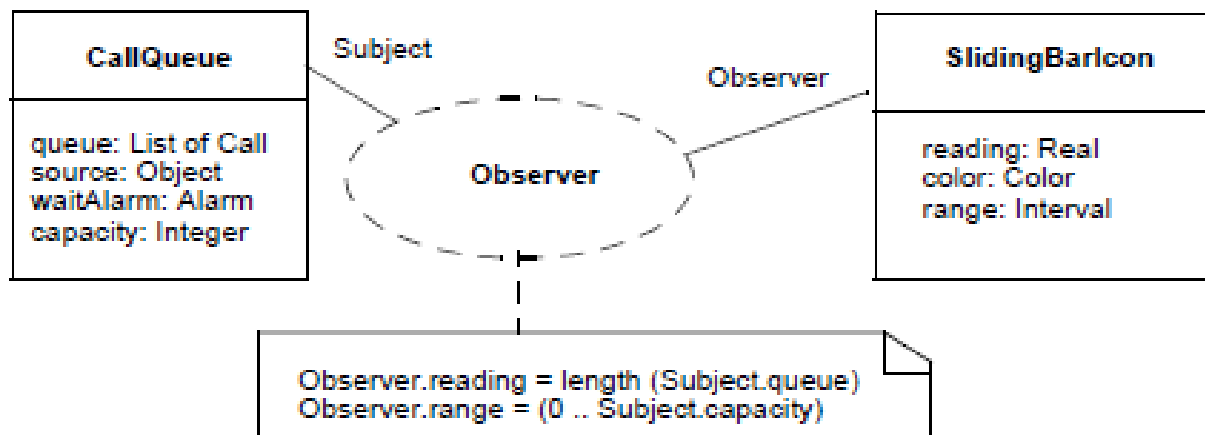 CallQueue
queue: List of Call
source: Object
waitAlarm: Alarm
capacity: Integer
Subject
Observer
Observer
SlidingBarIcon
reading: Real
color: Color
range: Interval
Observer.reading = length (Subject.queue)
Observer.range = (0 .. Subject.capacity)